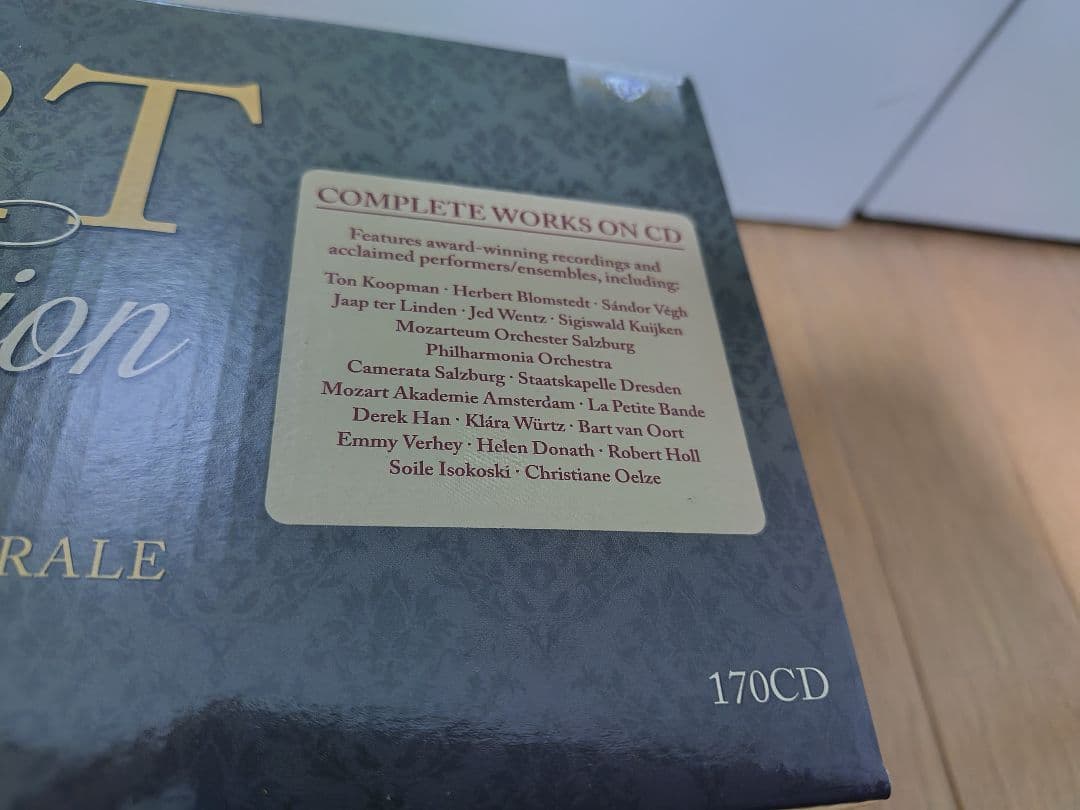 RT
ion
COMPLETE WORKS ON CD
Features award-winning recordings and
acclaimed performers/ensembles, including:
Ton Koopman · Herbert Blomstedt · Sándor Végh
Jaap ter Linden · Jed Wentz · Sigiswald Kuijken
Mozarteum Orchester Salzburg
Philharmonia Orchestra
Camerata Salzburg · Staatskapelle Dresden
Mozart Akademie Amsterdam · La Petite Bande
Derek Han · Klára Würtz · Bart van Oort
Emmy Verhey · Helen Donath · Robert Holl
Soile Isokoski · Christiane Oelze
RALE
170CD